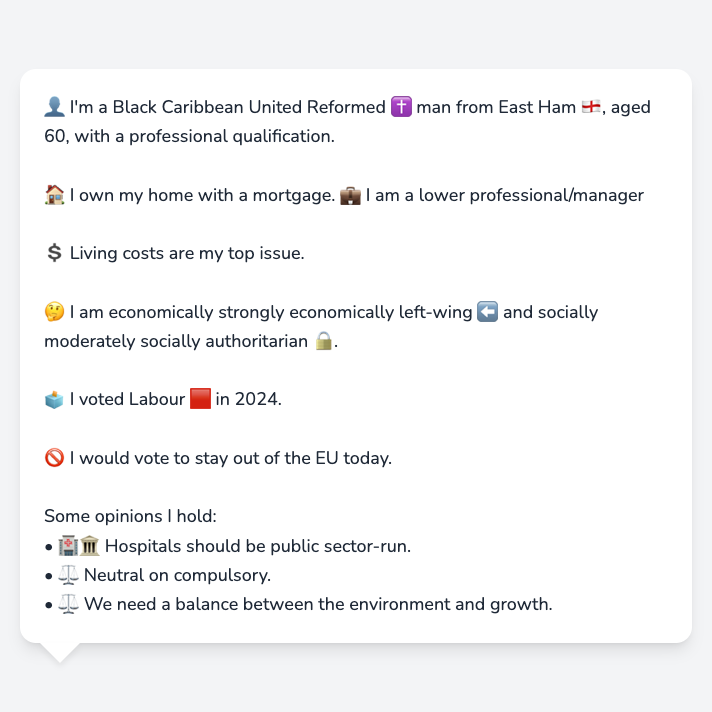 👤 I'm a Black Caribbean United Reformed ✝️ man from East Ham 🏴󠁧󠁢󠁥󠁮󠁧󠁿, aged
60, with a professional qualification.
🏠 I own my home with a mortgage. 💼 I am a lower professional/manager
💲 Living costs are my top issue.
🤔 I am economically strongly economically left-wing ⬅️ and socially
moderately socially authoritarian 🔒.
🗳️ I voted Labour 🟥 in 2024.
🚫 I would vote to stay out of the EU today.
Some opinions I hold:
• 🏥🏛️ Hospitals should be public sector-run.
• ⚖️ Neutral on compulsory.
• ⚖️ We need a balance between the environment and growth.